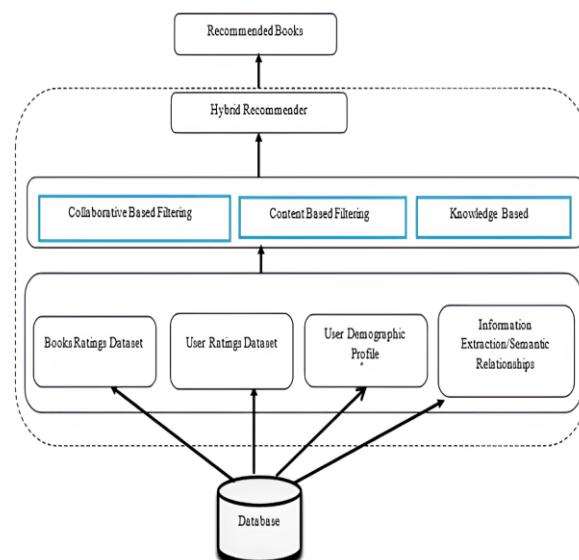 Recommended Books
Hybrid Recommender
Collaborative Based Filtering
Content Based Filtering
Knowledge Based
Books Ratings Dataset
User Ratings Dataset
User Demographic
Profile
Information
Extraction/Semantic
Relationships
Database